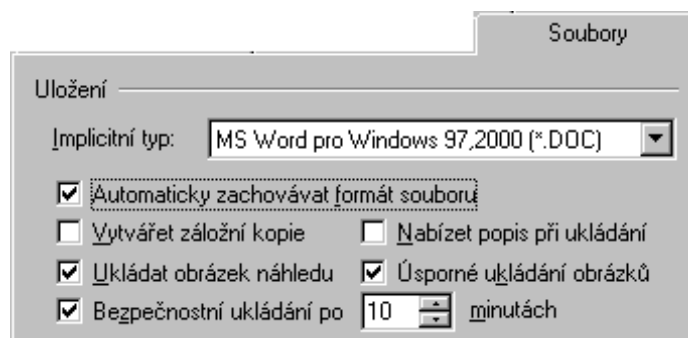 Soubory
Uložení
Implicitní typ: MS Word pro Windows 97,2000 (*.DOC)
Automaticky zachovávat formát souboru
Vytvářet záložní kopie Nabízet popis při ukládání
Ukládat obrázek náhledu Úsporné ukládání obrázků
Bezpečnostní ukládání po 10 minutách